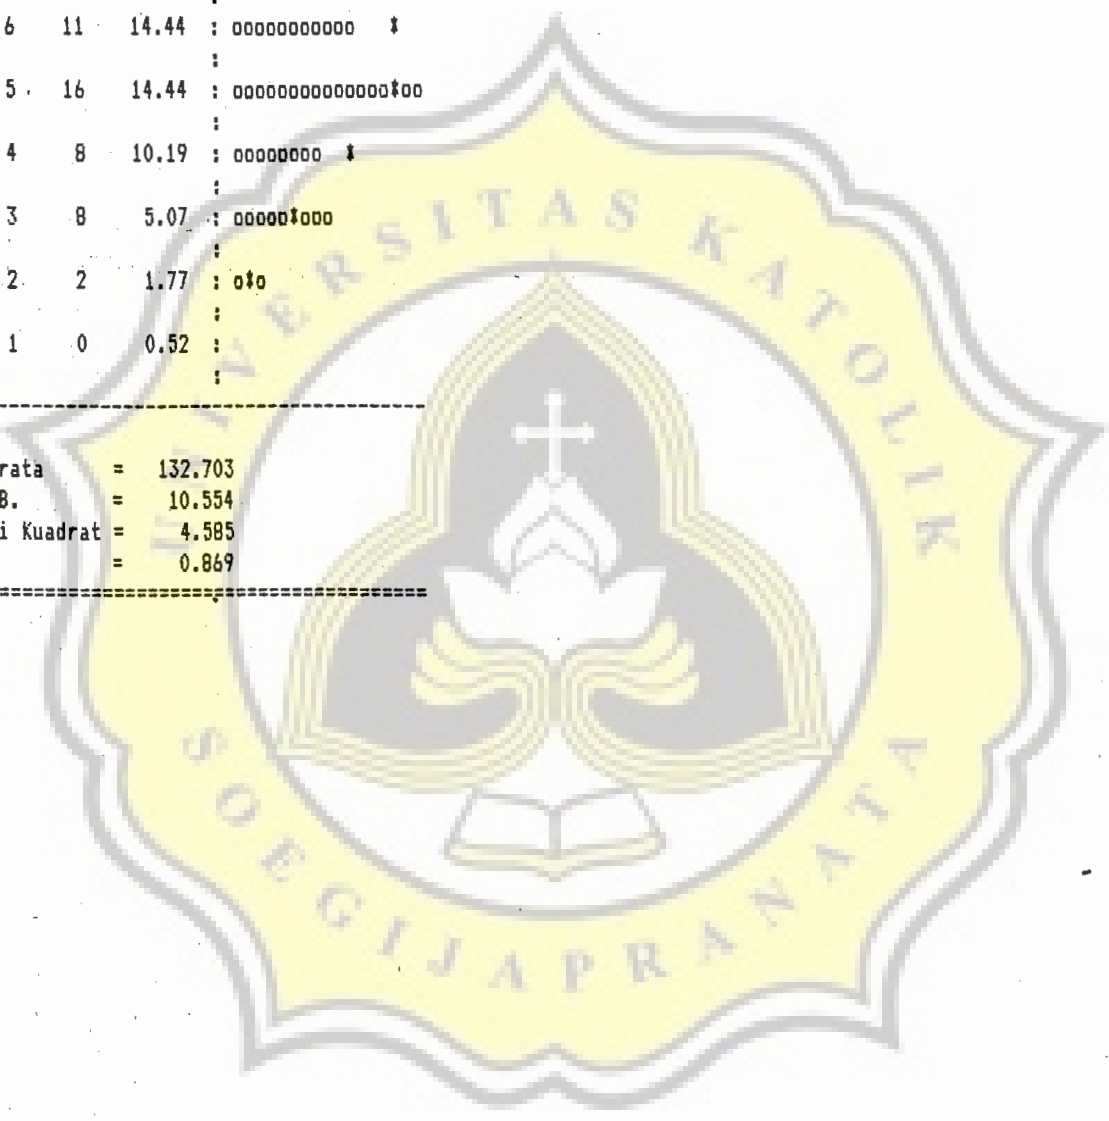 6 11 14.44 : ooooooooooo *
:
5 16 14.44 : oooooooooooooo*oo
:
4 8 10.19 : oooooooo *
:
3 8 5.07 : ooooo*ooo
:
2 2 1.77 : o*o
:
1 0 0.52 :
:
--------------------------------------------
rata = 132.703
B. = 10.554
i Kuadrat = 4.585
= 0.869
============================================
UNIVERSITAS KATOLIK
SOEGIJAPRANATA